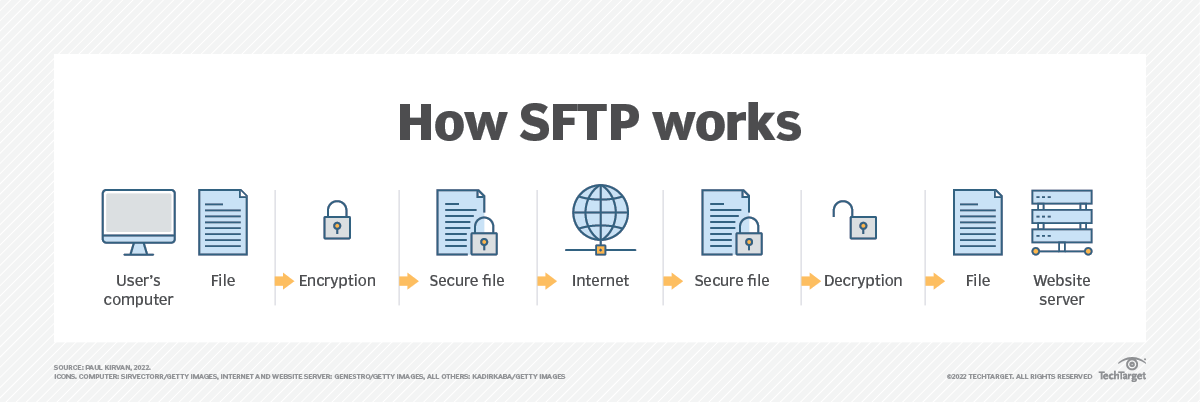 How SFTP works
User's computer
File
Encryption
Secure file
Internet
Secure file
Decryption
File
Website server
SOURCE: PAUL KIRVAN, 2022.
ICONS. COMPUTER: SIRVECTORR/GETTY IMAGES, INTERNET AND WEBSITE SERVER: GENESTRO/GETTY IMAGES, ALL OTHERS: KADIRKABA/GETTY IMAGES
©2022 TECHTARGET. ALL RIGHTS RESERVED
TechTarget